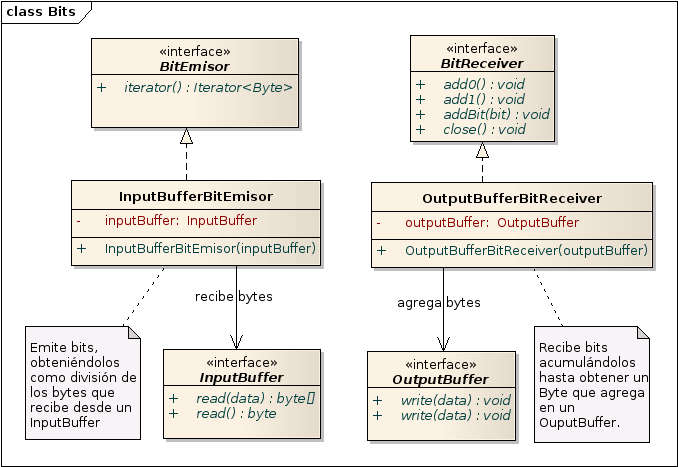 class Bits
«interface»
BitEmisor
+ iterator() : Iterator<Byte>
«interface»
BitReceiver
+ add0() : void
+ add1() : void
+ addBit(bit) : void
+ close() : void
InputBufferBitEmisor
- inputBuffer: InputBuffer
+ InputBufferBitEmisor(inputBuffer)
OutputBufferBitReceiver
- outputBuffer: OutputBuffer
+ OutputBufferBitReceiver(outputBuffer)
recibe bytes
agrega bytes
Emite bits,
obteniéndolos
como división de
los bytes que
recibe desde un
InputBuffer
«interface»
InputBuffer
+ read(data) : byte[]
+ read() : byte
«interface»
OutputBuffer
+ write(data) : void
+ write(data) : void
Recibe bits
acumulándolos
hasta obtener un
Byte que agrega
en un
OuputBuffer.